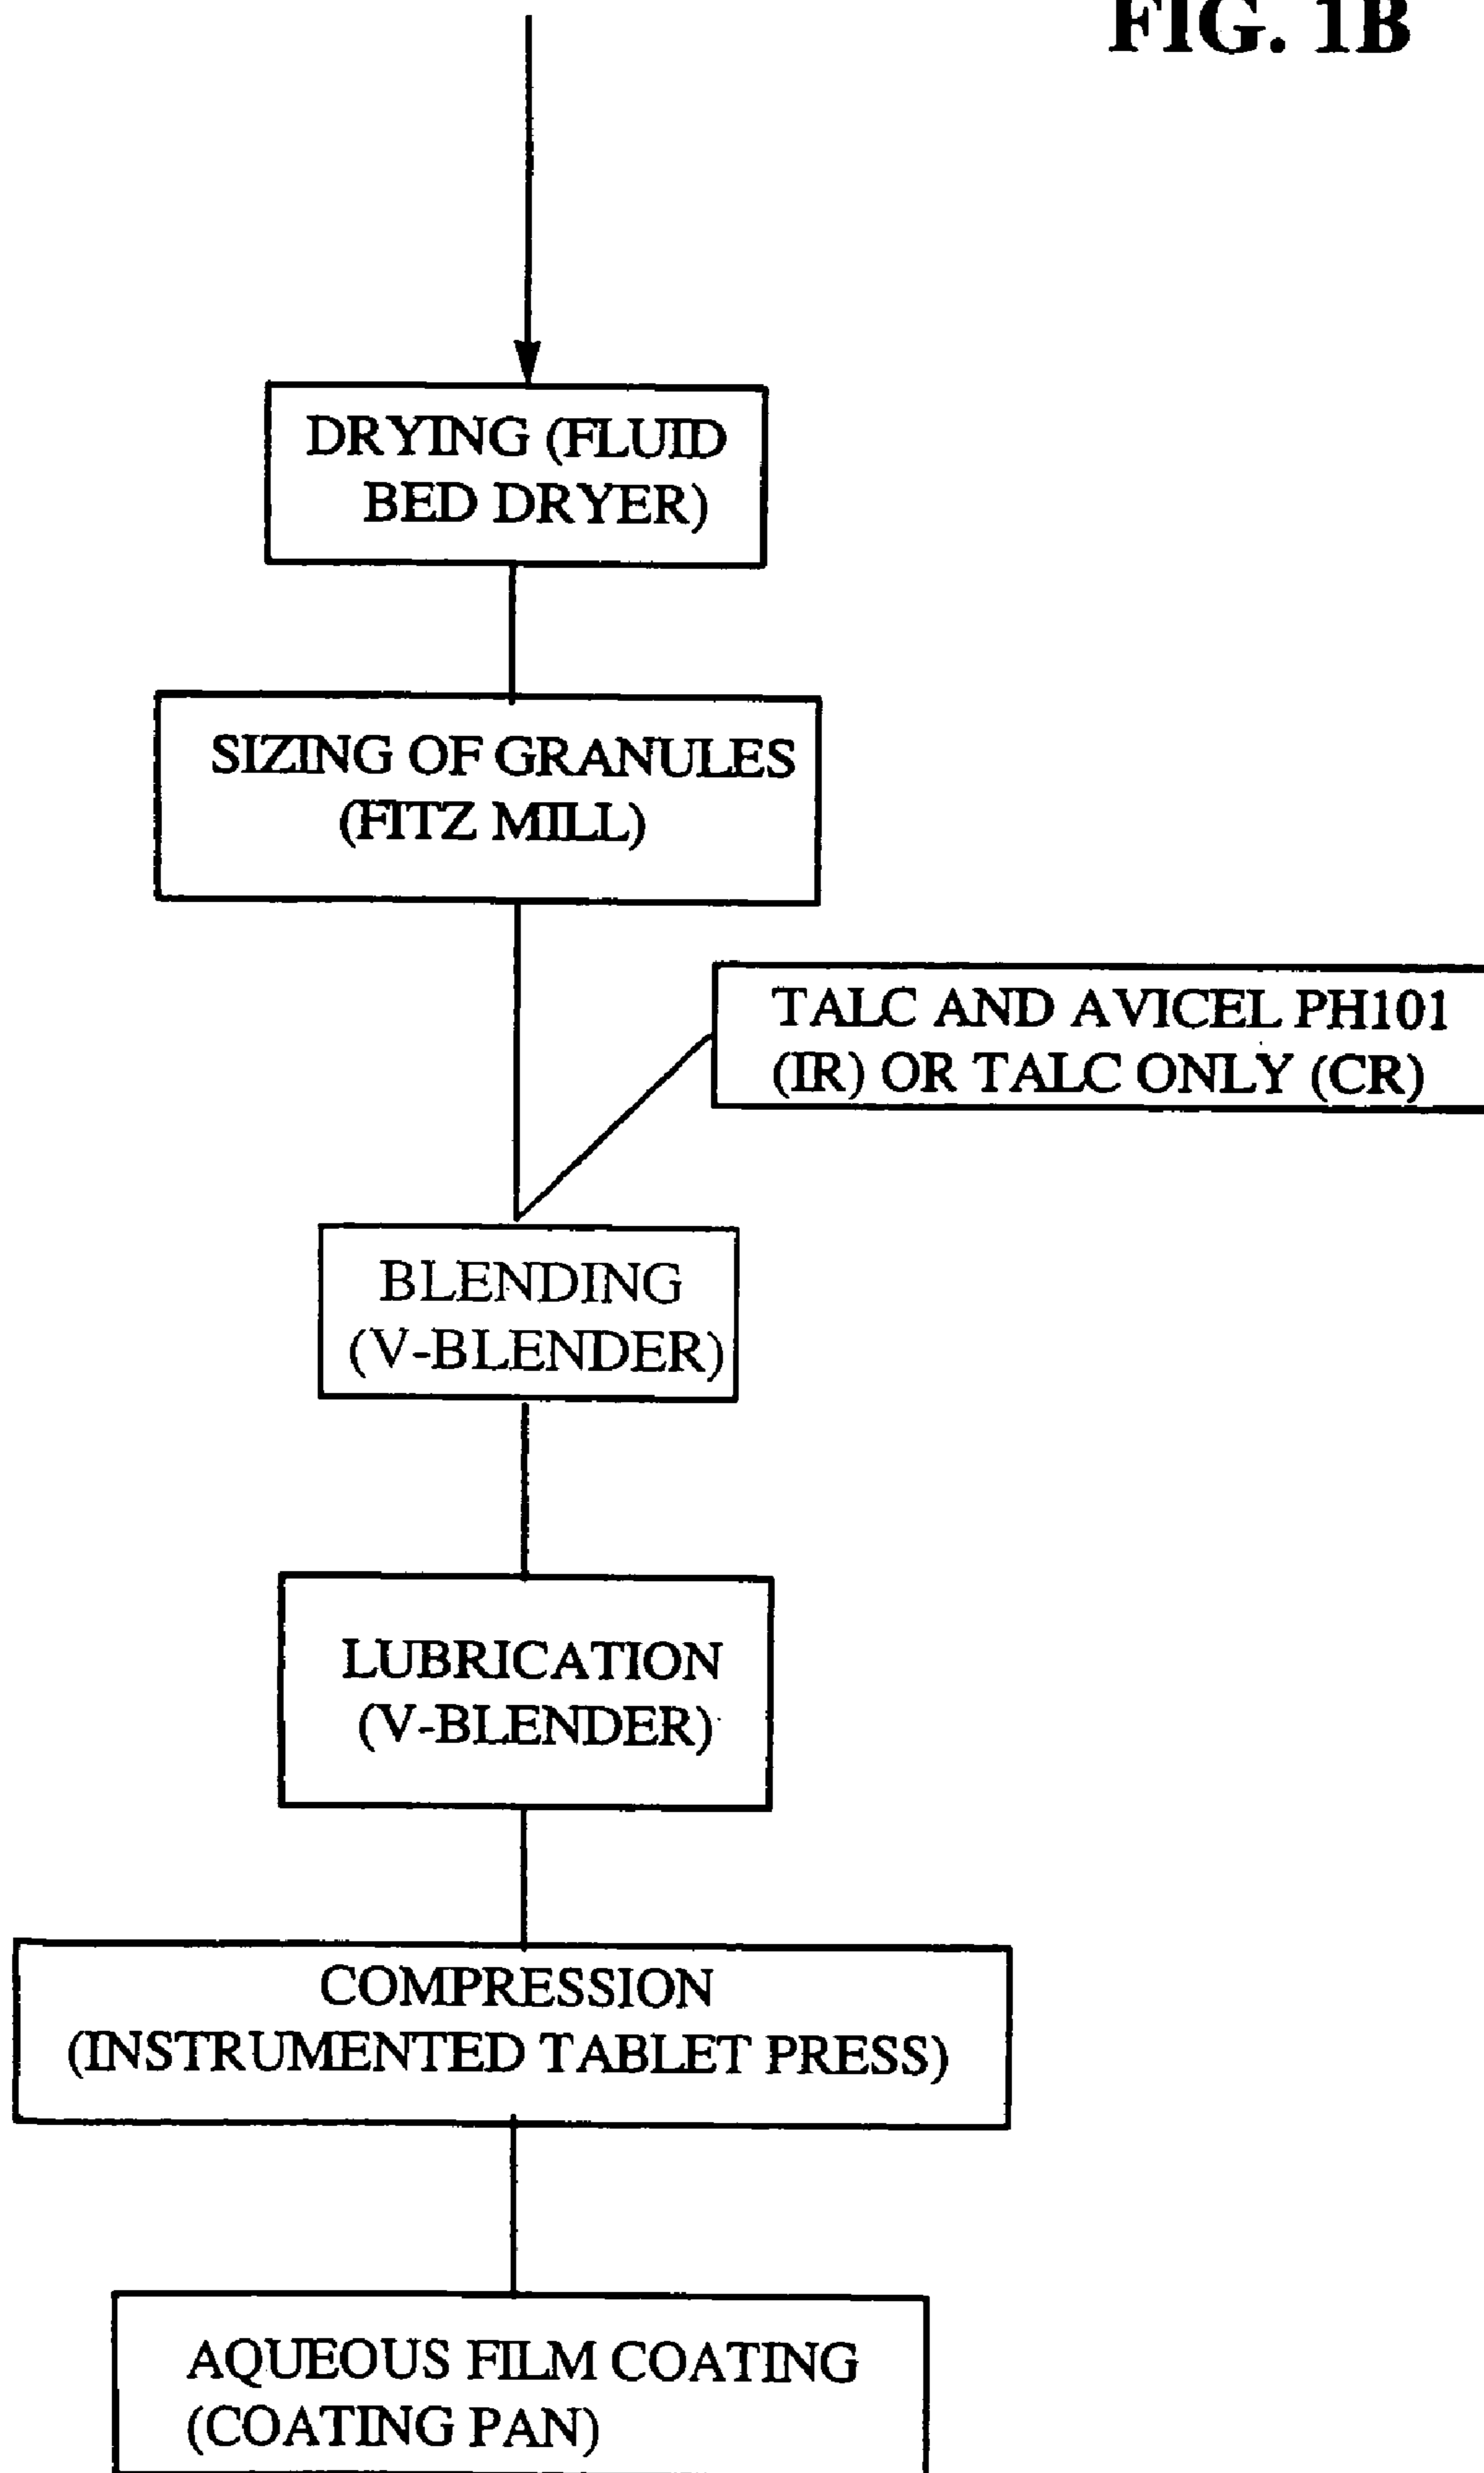 FIG. 1B
DRYING (FLUID
BED DRYER)
SIZING OF GRANULES
(FITZ MILL)
TALC AND AVICEL PH101
(IR) OR TALC ONLY (CR)
BLENDING
(V-BLENDER)
LUBRICATION
(V-BLENDER)
COMPRESSION
(INSTRUMENTED TABLET PRESS)
AQUEOUS FILM COATING
(COATING PAN)